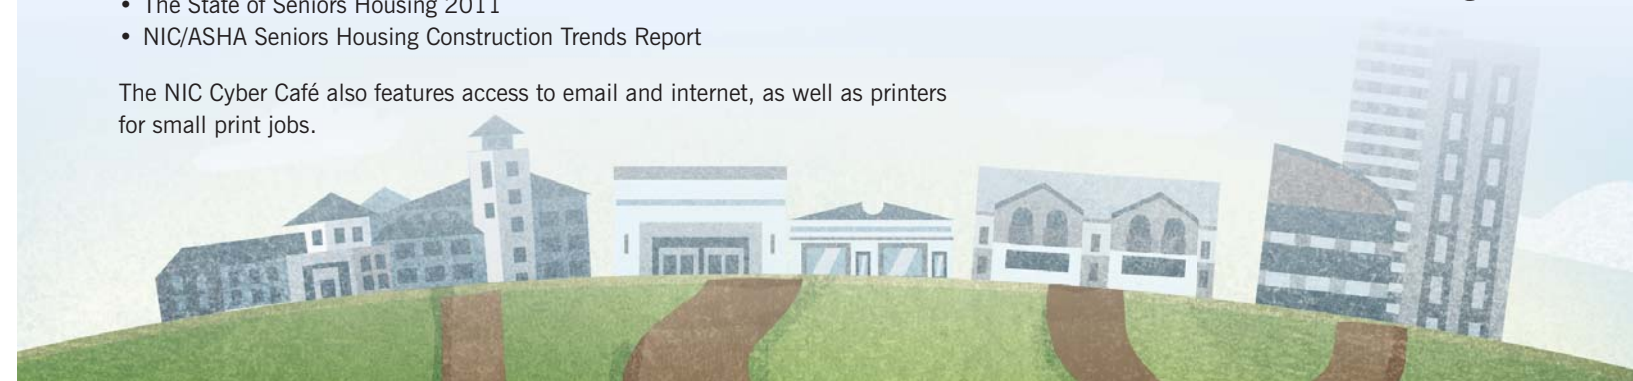 • The State of Seniors Housing 2011
• NIC/ASHA Seniors Housing Construction Trends Report
The NIC Cyber Café also features access to email and internet, as well as printers
for small print jobs.